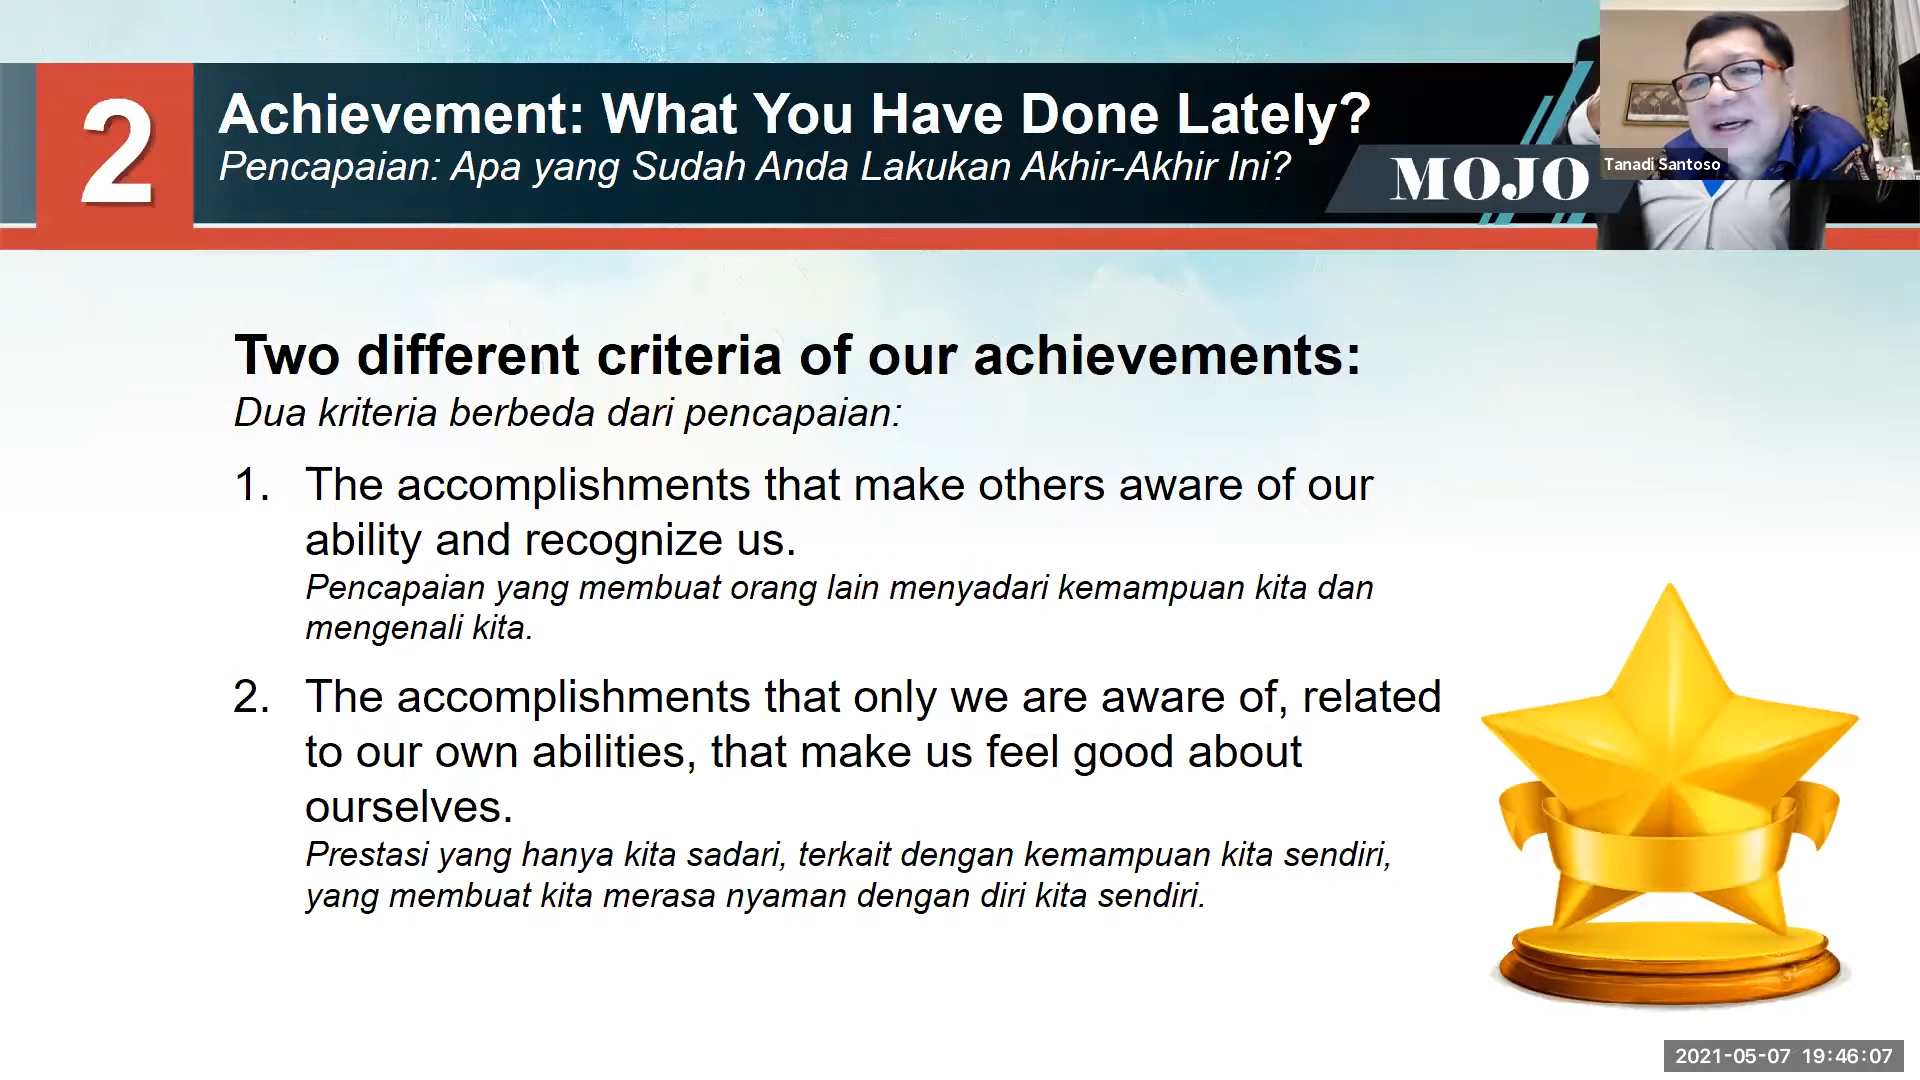 2
Achievement: What You Have Done Lately?
Pencapaian: Apa yang Sudah Anda Lakukan Akhir-Akhir Ini?
MOJO
Tanadi Santoso
Two different criteria of our achievements:
Dua kriteria berbeda dari pencapaian:
1. The accomplishments that make others aware of our
ability and recognize us.
Pencapaian yang membuat orang lain menyadari kemampuan kita dan
mengenali kita.
2. The accomplishments that only we are aware of, related
to our own abilities, that make us feel good about
ourselves.
Prestasi yang hanya kita sadari, terkait dengan kemampuan kita sendiri,
yang membuat kita merasa nyaman dengan diri kita sendiri.
2021-05-07 19:46:07